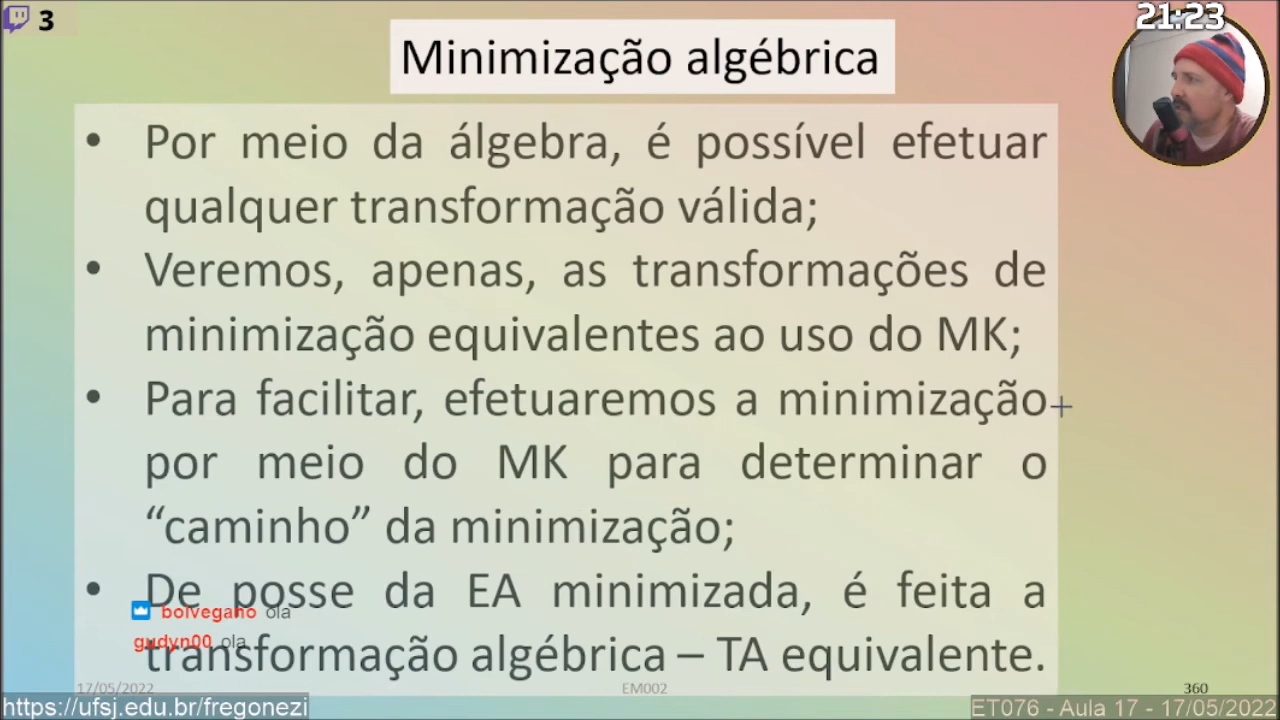 3
21:23
Minimização algébrica
• Por meio da álgebra, é possível efetuar
qualquer transformação válida;
• Veremos, apenas, as transformações de
minimização equivalentes ao uso do MK;
• Para facilitar, efetuaremos a minimização
por meio do MK para determinar o
“caminho” da minimização;
• De posse da EA minimizada, é feita a
bolvegano ola
gudyn00 ola
transformação algébrica – TA equivalente.
17/05/2022 EM002 360
https://ufsj.edu.br/fregonezi ET076 - Aula 17 - 17/05/2022